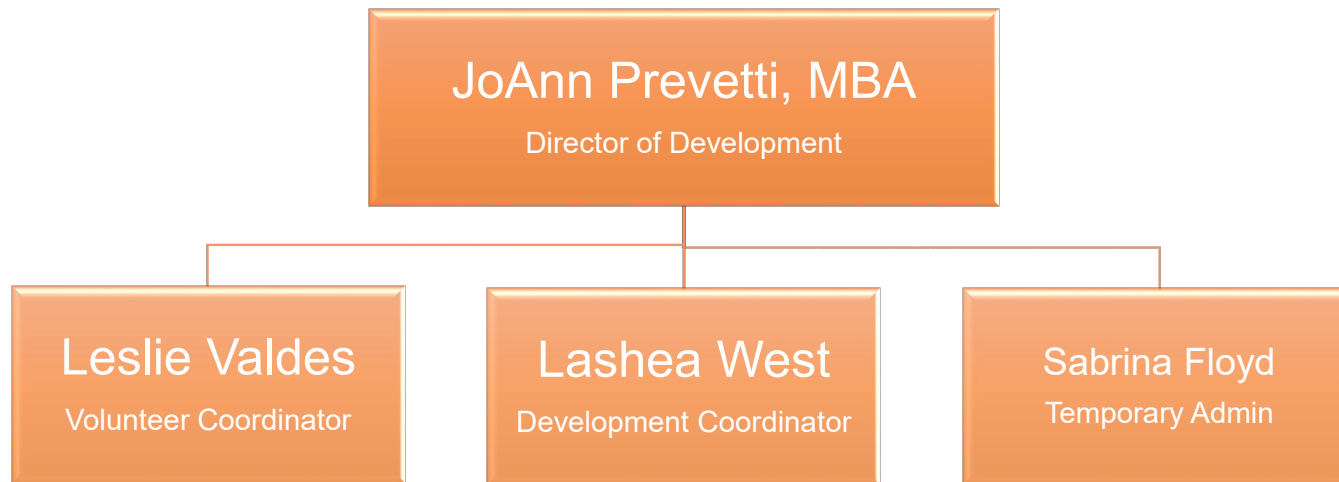 JoAnn Prevetti, MBA
Director of Development
Leslie Valdes
Volunteer Coordinator
Lashea West
Development Coordinator
Sabrina Floyd
Temporary Admin